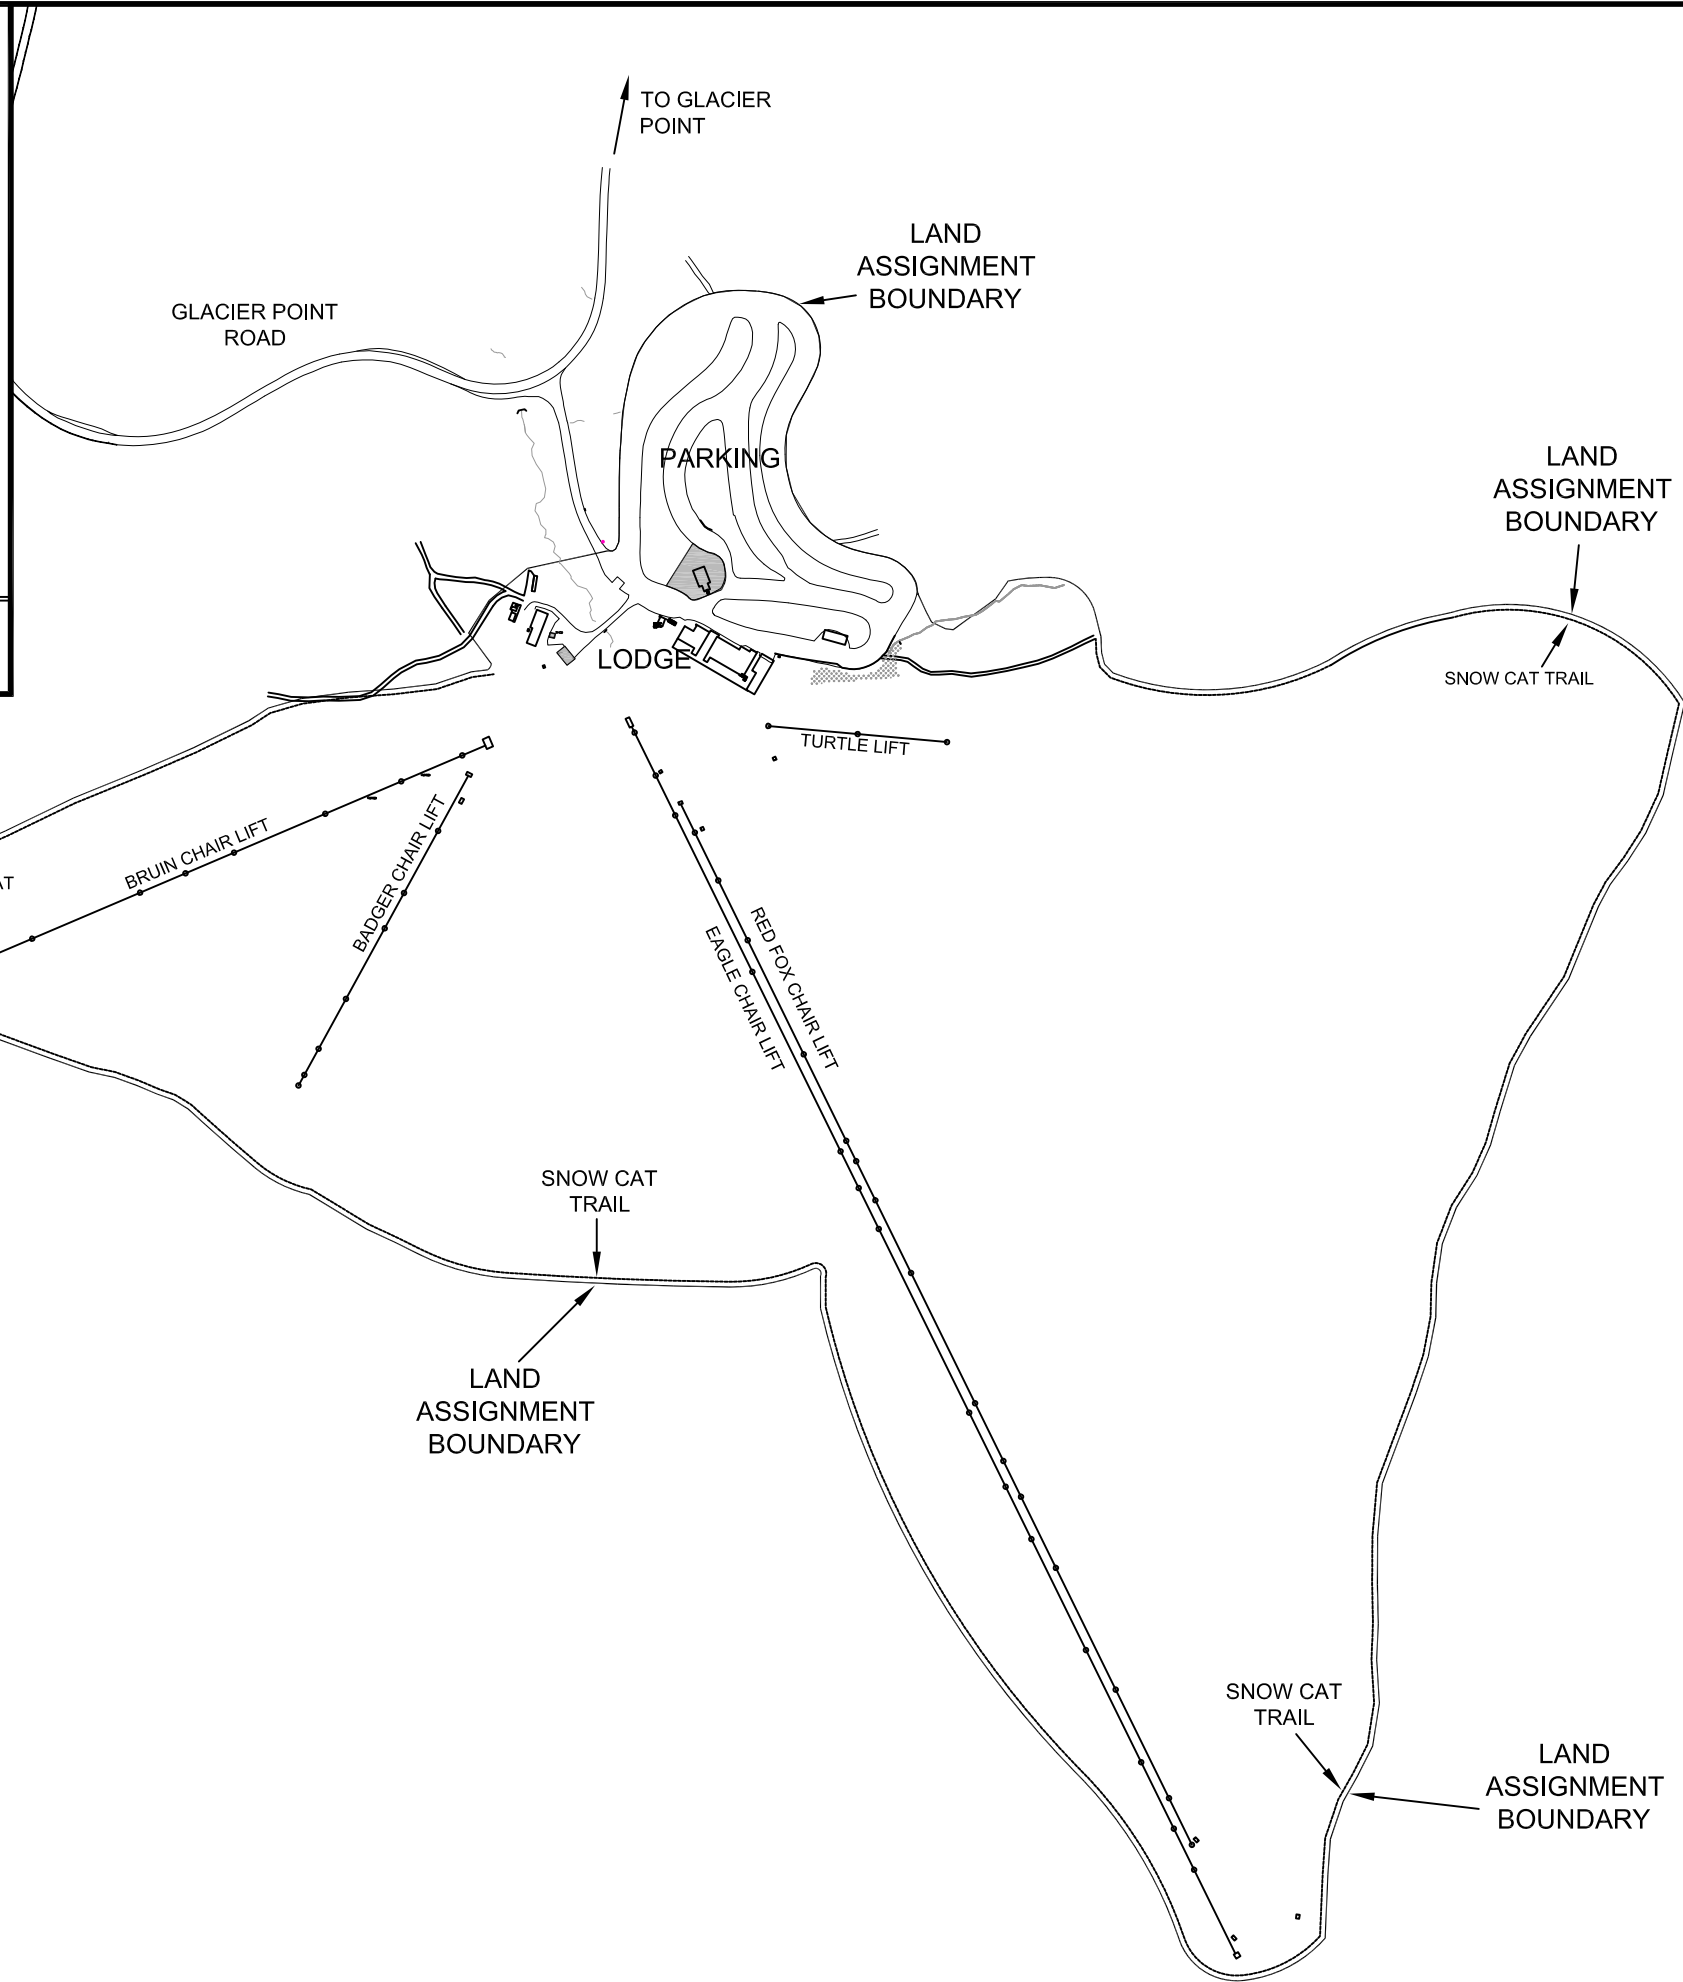 TO GLACIER
POINT
LAND
ASSIGNMENT
BOUNDARY
GLACIER POINT
ROAD
PARKING
LAND
ASSIGNMENT
BOUNDARY
LODGE
SNOW CAT TRAIL
TURTLE LIFT
BRUIN CHAIR LIFT
BADGER CHAIR LIFT
RED FOX CHAIR LIFT
EAGLE CHAIR LIFT
SNOW CAT
TRAIL
LAND
ASSIGNMENT
BOUNDARY
SNOW CAT
TRAIL
LAND
ASSIGNMENT
BOUNDARY